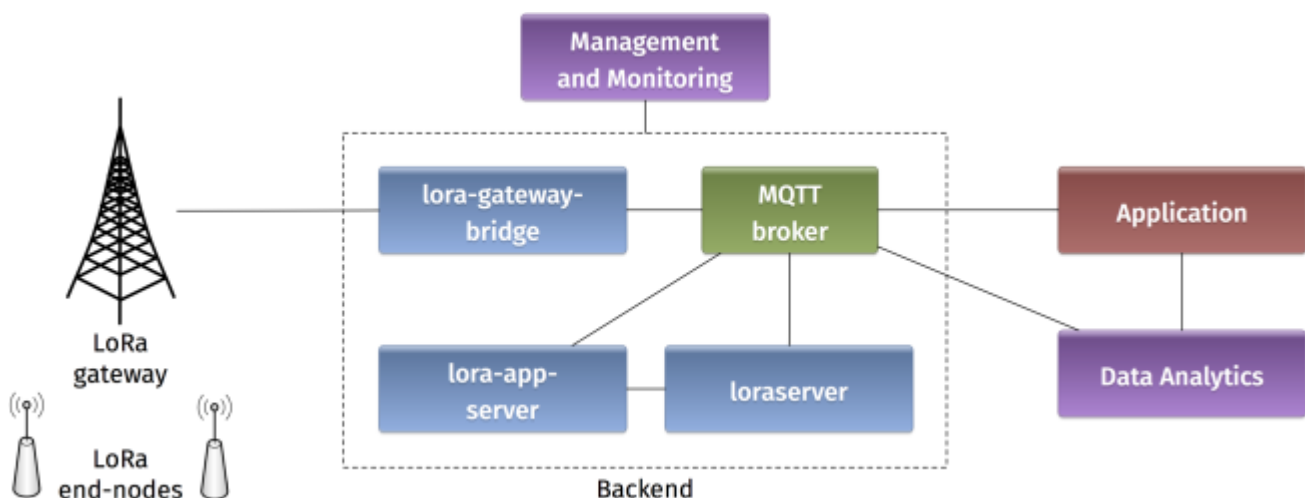 Management
and Monitoring
lora-gateway-
bridge
MQTT
broker
Application
LoRa
gateway
lora-app-
server
loraserver
Data Analytics
LoRa
end-nodes
Backend